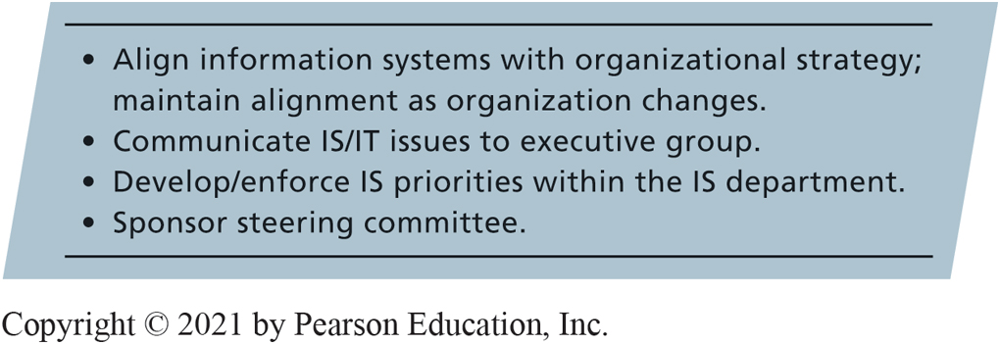 • Align information systems with organizational strategy;
maintain alignment as organization changes.
• Communicate IS/IT issues to executive group.
• Develop/enforce IS priorities within the IS department.
• Sponsor steering committee.
Copyright © 2021 by Pearson Education, Inc.